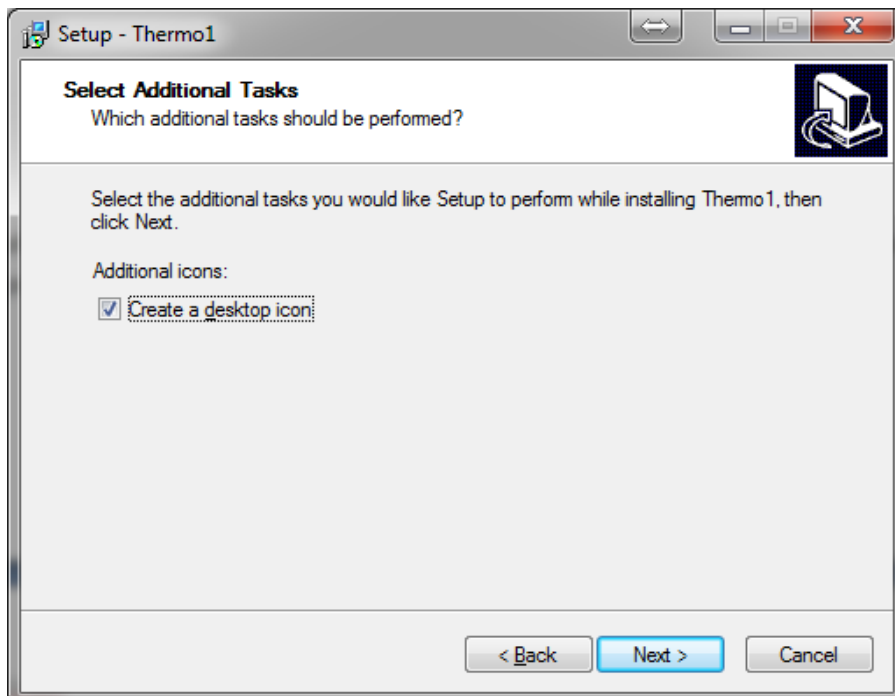 Setup - Thermo1
Select Additional Tasks
Which additional tasks should be performed?
Select the additional tasks you would like Setup to perform while installing Thermo1, then
click Next.
Additional icons:
Create a desktop icon
< Back
Next >
Cancel